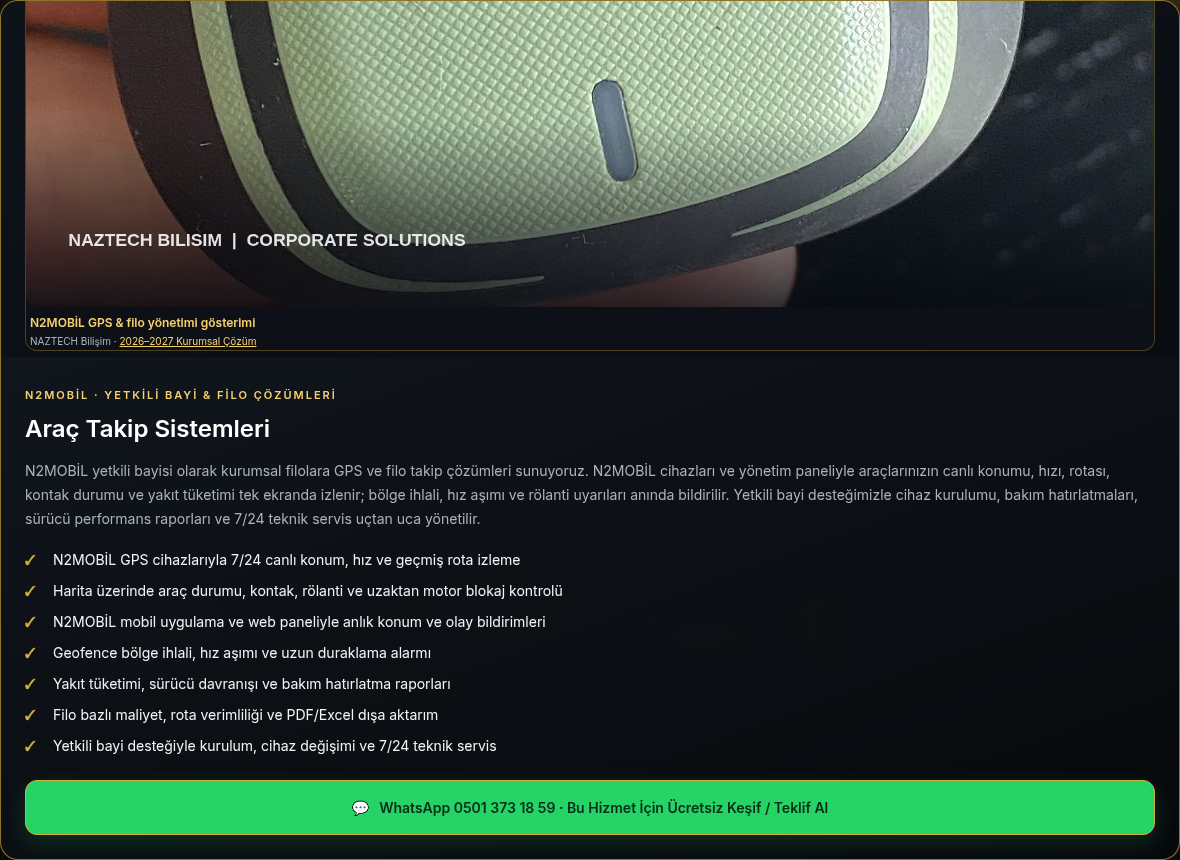 NAZTECH BILISIM | CORPORATE SOLUTIONS
N2MOBİL GPS & filo yönetimi gösterimi
NAZTECH Bilişim · 2026–2027 Kurumsal Çözüm
N2MOBİL · YETKİLİ BAYİ & FİLO ÇÖZÜMLERİ
Araç Takip Sistemleri
N2MOBİL yetkili bayisi olarak kurumsal filolara GPS ve filo takip çözümleri sunuyoruz. N2MOBİL cihazları ve yönetim paneliyle araçlarınızın canlı konumu, hızı, rotası,
kontak durumu ve yakıt tüketimi tek ekranda izlenir; bölge ihlali, hız aşımı ve rölanti uyarıları anında bildirilir. Yetkili bayi desteğimizle cihaz kurulumu, bakım hatırlatmaları,
sürücü performans raporları ve 7/24 teknik servis uçtan uca yönetilir.
✓ N2MOBİL GPS cihazlarıyla 7/24 canlı konum, hız ve geçmiş rota izleme
✓ Harita üzerinde araç durumu, kontak, rölanti ve uzaktan motor blokaj kontrolü
✓ N2MOBİL mobil uygulama ve web paneliyle anlık konum ve olay bildirimleri
✓ Geofence bölge ihlali, hız aşımı ve uzun duraklama alarmı
✓ Yakıt tüketimi, sürücü davranışı ve bakım hatırlatma raporları
✓ Filo bazlı maliyet, rota verimliliği ve PDF/Excel dışa aktarım
✓ Yetkili bayi desteğiyle kurulum, cihaz değişimi ve 7/24 teknik servis
💬 WhatsApp 0501 373 18 59 · Bu Hizmet İçin Ücretsiz Keşif / Teklif Al